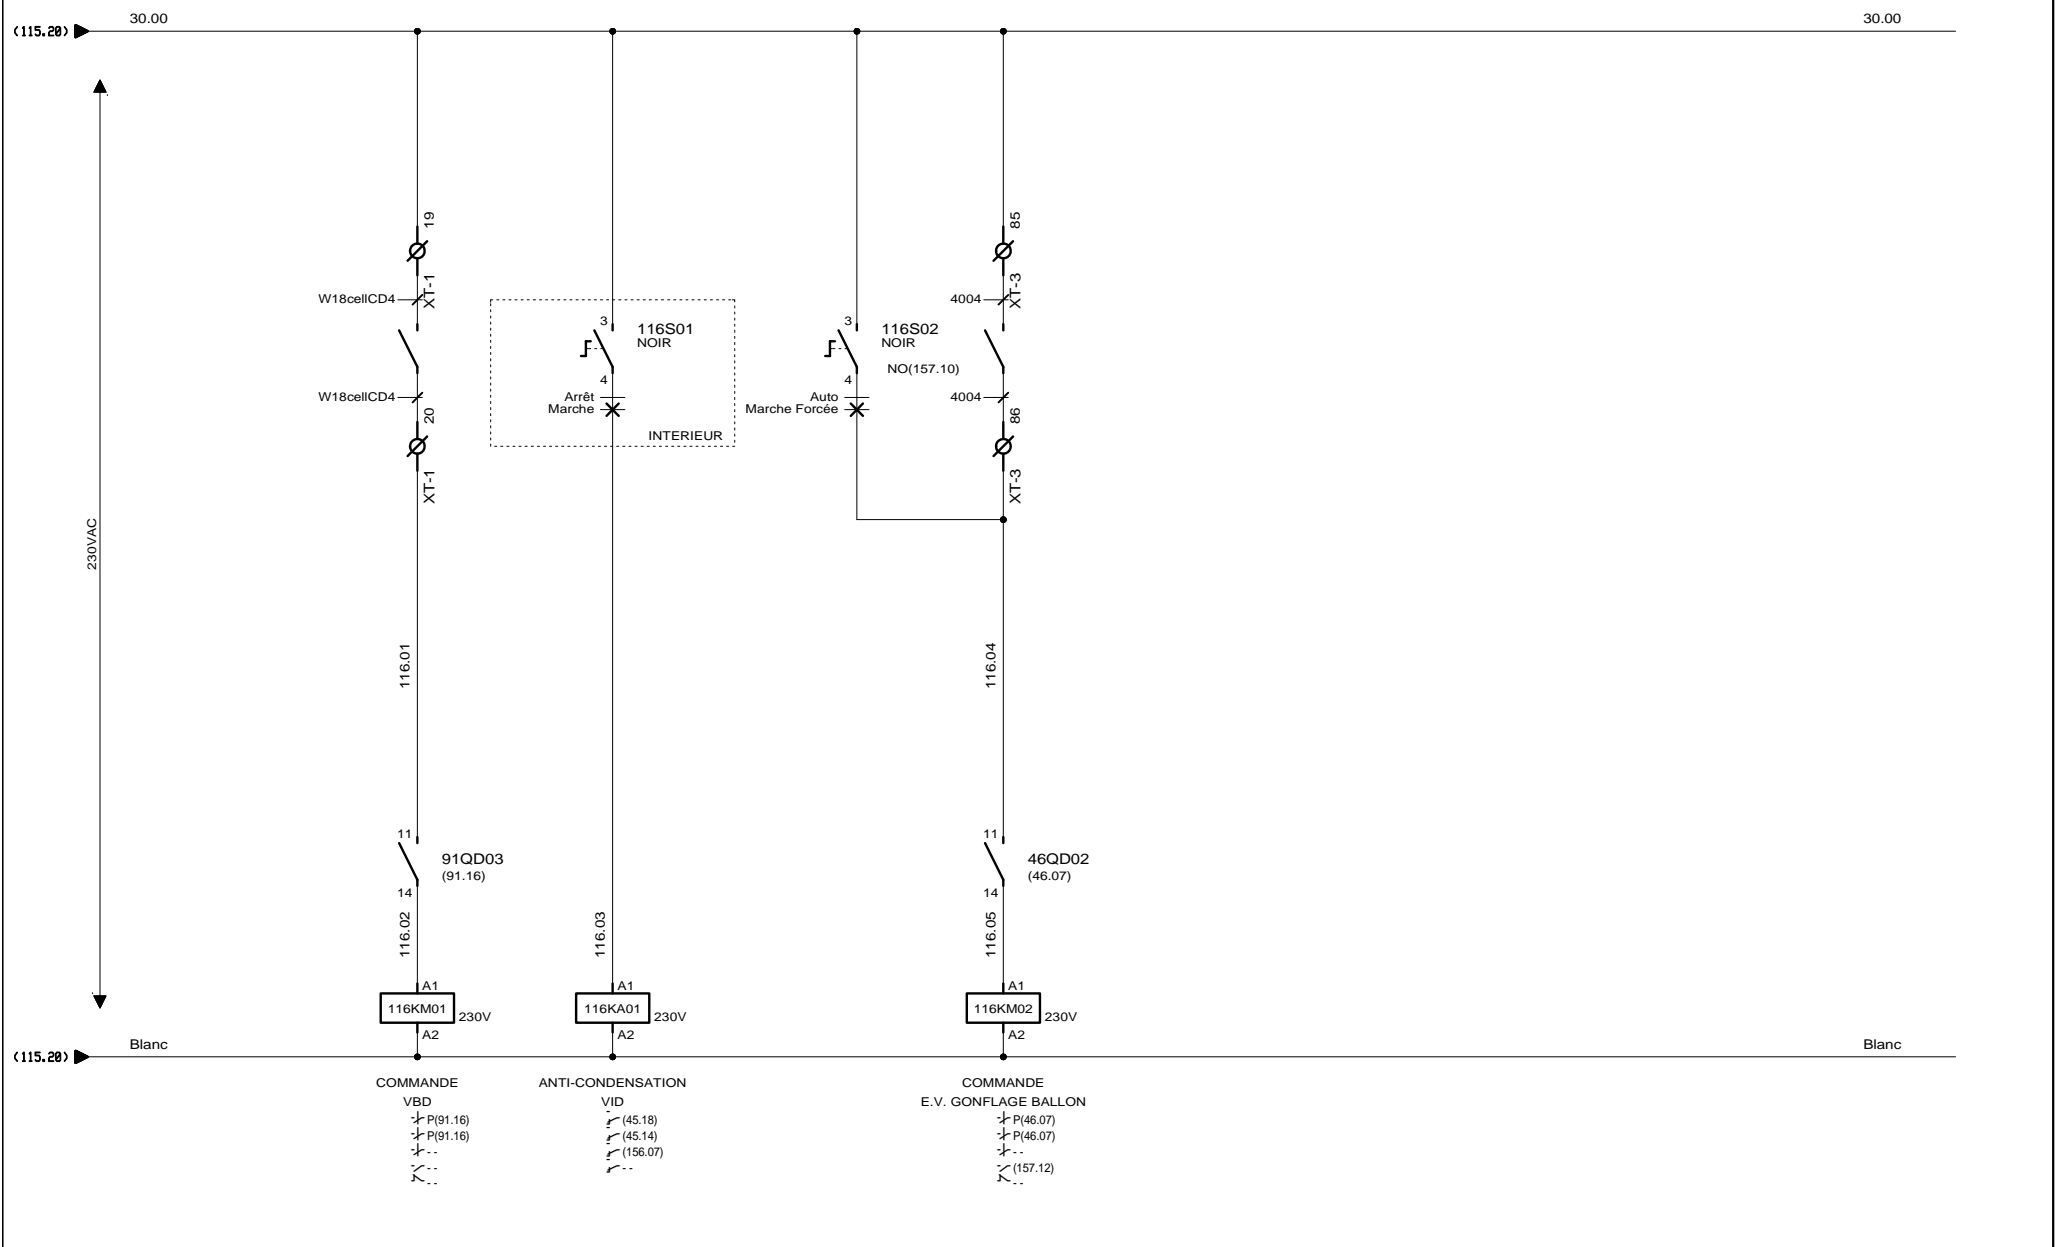 30.00
30.00
(115.20)
19
XT-1
W18cellCD4
W18cellCD4
20
XT-1
3
116S01
NOIR
4
Arrêt
Marche
INTERIEUR
3
116S02
NOIR
NO(157.10)
4
Auto
Marche Forcée
85
XT-3
4004
4004
86
XT-3
230VAC
116.01
116.04
11
91QD03
(91.16)
14
11
46QD02
(46.07)
14
116.02
116.03
116.05
A1
116KM01
230V
A2
A1
116KA01
230V
A2
A1
116KM02
230V
A2
Blanc
Blanc
(115.20)
COMMANDE
VBD
P(91.16)
P(91.16)
ANTI-CONDENSATION
VID
(45.18)
(45.14)
(156.07)
COMMANDE
E.V. GONFLAGE BALLON
P(46.07)
P(46.07)
(157.12)